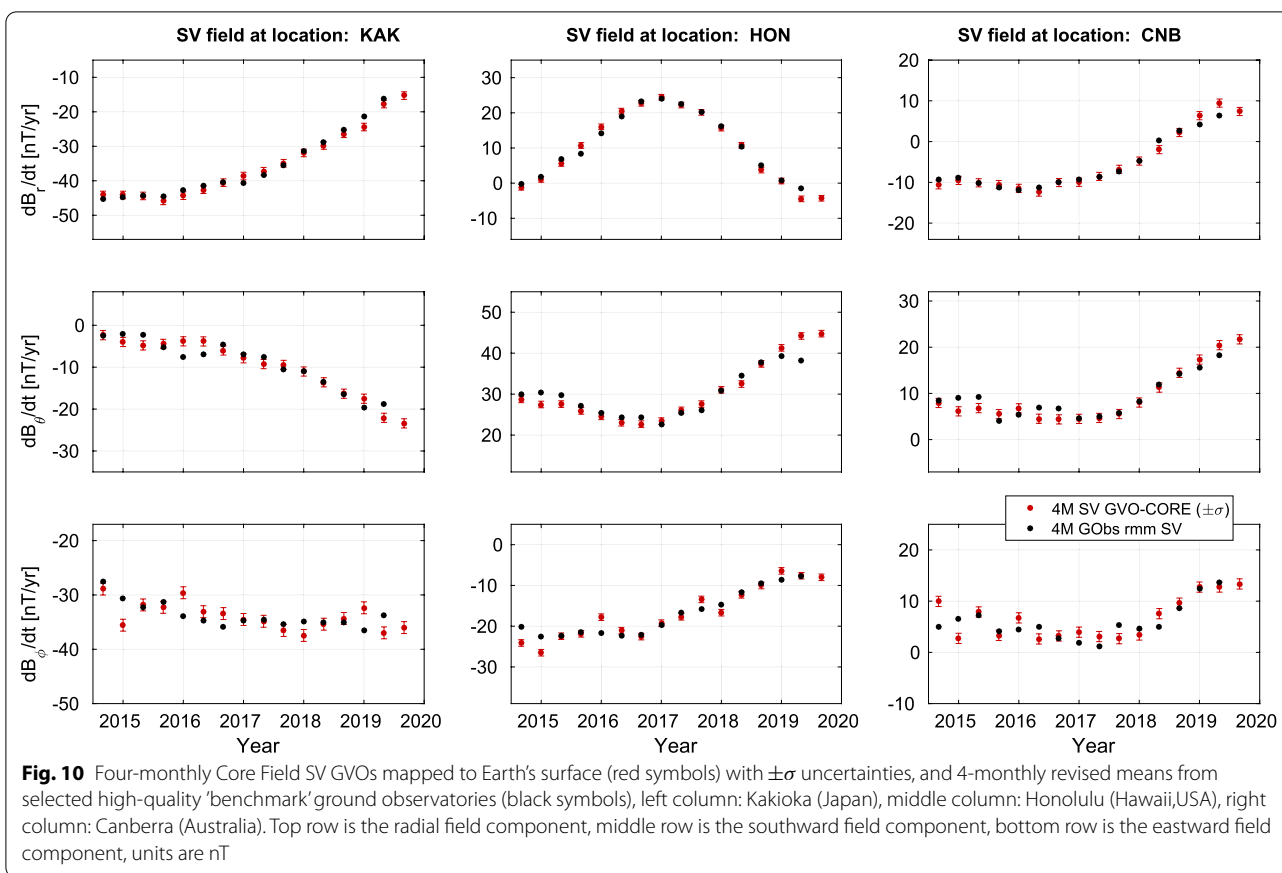 SV field at location: KAK
SV field at location: HON
SV field at location: CNB
dB_r/dt [nT/yr]
-10
-20
-30
-40
-50
30
20
10
0
-10
20
10
0
-10
-20
dB_θ/dt [nT/yr]
0
-10
-20
-30
50
40
30
20
30
20
10
0
dB_ϕ/dt [nT/yr]
-20
-30
-40
-50
0
-10
-20
-30
4M SV GVO-CORE (±σ)
4M GObs rmm SV
20
10
0
-10
2015 2016 2017 2018 2019 2020
2015 2016 2017 2018 2019 2020
2015 2016 2017 2018 2019 2020
Year
Year
Year
Fig. 10 Four-monthly Core Field SV GVOs mapped to Earth's surface (red symbols) with ±σ uncertainties, and 4-monthly revised means from
selected high-quality 'benchmark' ground observatories (black symbols), left column: Kakioka (Japan), middle column: Honolulu (Hawaii,USA), right
column: Canberra (Australia). Top row is the radial field component, middle row is the southward field component, bottom row is the eastward field
component, units are nT